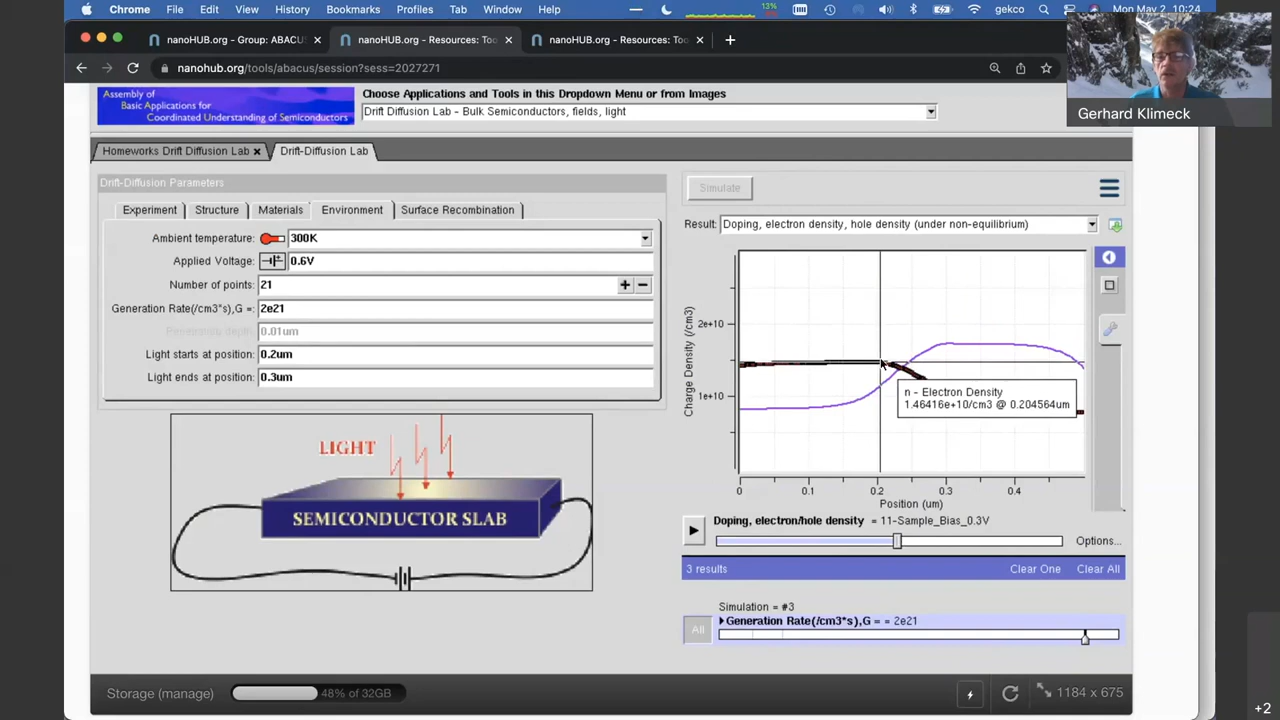 Chrome File Edit View History Bookmarks Profiles Tab Window Help 13% gekco Mon May 2 10:24
nanoHUB.org - Group: ABACUS nanoHUB.org - Resources: Too nanoHUB.org - Resources: Too
nanohub.org/tools/abacus/session?sess=2027271
Gerhard Klimeck
Assembly of
Basic Applications for
Coordinated Understanding of Semiconductors
Choose Applications and Tools in this Dropdown Menu or from Images
Drift Diffusion Lab - Bulk Semiconductors, fields, light
Homeworks Drift Diffusion Lab Drift-Diffusion Lab
Drift-Diffusion Parameters
Experiment Structure Materials Environment Surface Recombination
Ambient temperature: 300K
Applied Voltage: 0.6V
Number of points: 21
Generation Rate(/cm3*s),G =: 2e21
Penetration depth: 0.01um
Light starts at position: 0.2um
Light ends at position: 0.3um
LIGHT
SEMICONDUCTOR SLAB
Simulate
Result: Doping, electron density, hole density (under non-equilibrium)
Charge Density (/cm3)
2e+10
1e+10
n - Electron Density
1.46416e+10/cm3 @ 0.204564um
0 0.1 0.2 0.3 0.4
Position (um)
Doping, electron/hole density = 11-Sample_Bias_0.3V
Options...
3 results Clear One Clear All
Simulation = #3
All Generation Rate(/cm3*s),G = = 2e21
Storage (manage) 48% of 32GB 1184 x 675
+2